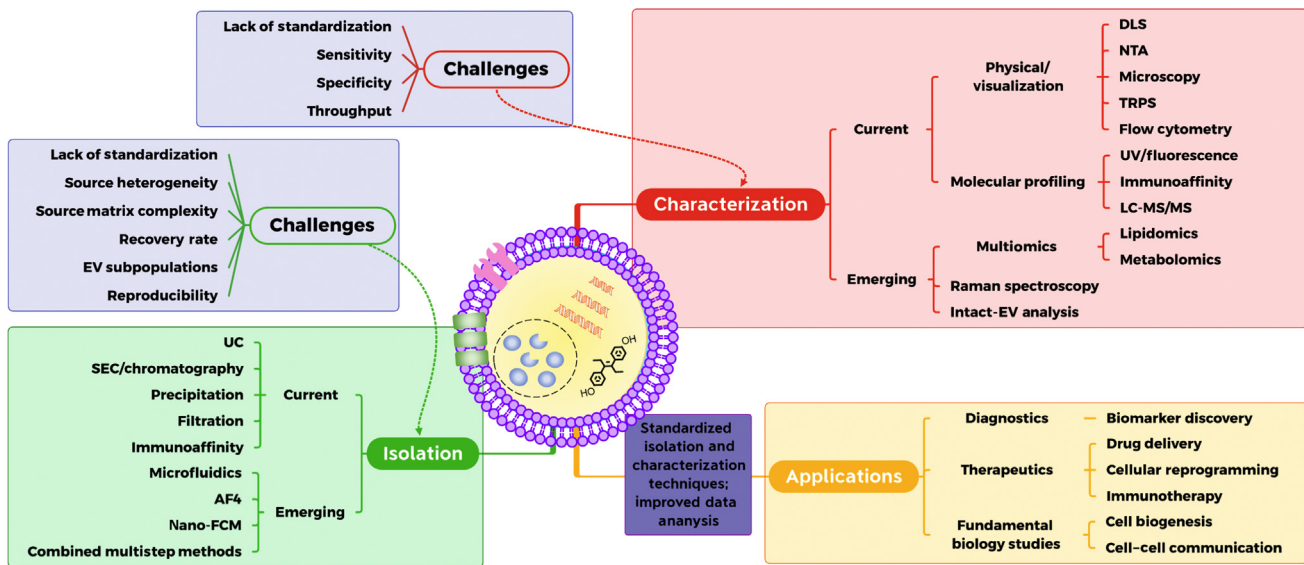 Lack of standardization
Sensitivity
Specificity
Throughput
Challenges
Lack of standardization
Source heterogeneity
Source matrix complexity
Recovery rate
EV subpopulations
Reproducibility
Challenges
Characterization
Current
Physical/
visualization
DLS
NTA
Microscopy
TRPS
Flow cytometry
Molecular profiling
UV/fluorescence
Immunoaffinity
LC-MS/MS
Emerging
Multiomics
Lipidomics
Metabolomics
Raman spectroscopy
Intact-EV analysis
OH
HO
UC
SEC/chromatography
Precipitation
Filtration
Immunoaffinity
Current
Microfluidics
AF4
Nano-FCM
Combined multistep methods
Emerging
Isolation
Standardized
isolation and
characterization
techniques;
improved data
ananysis
Applications
Diagnostics
Biomarker discovery
Therapeutics
Drug delivery
Cellular reprogramming
Immunotherapy
Fundamental
biology studies
Cell biogenesis
Cell–cell communication